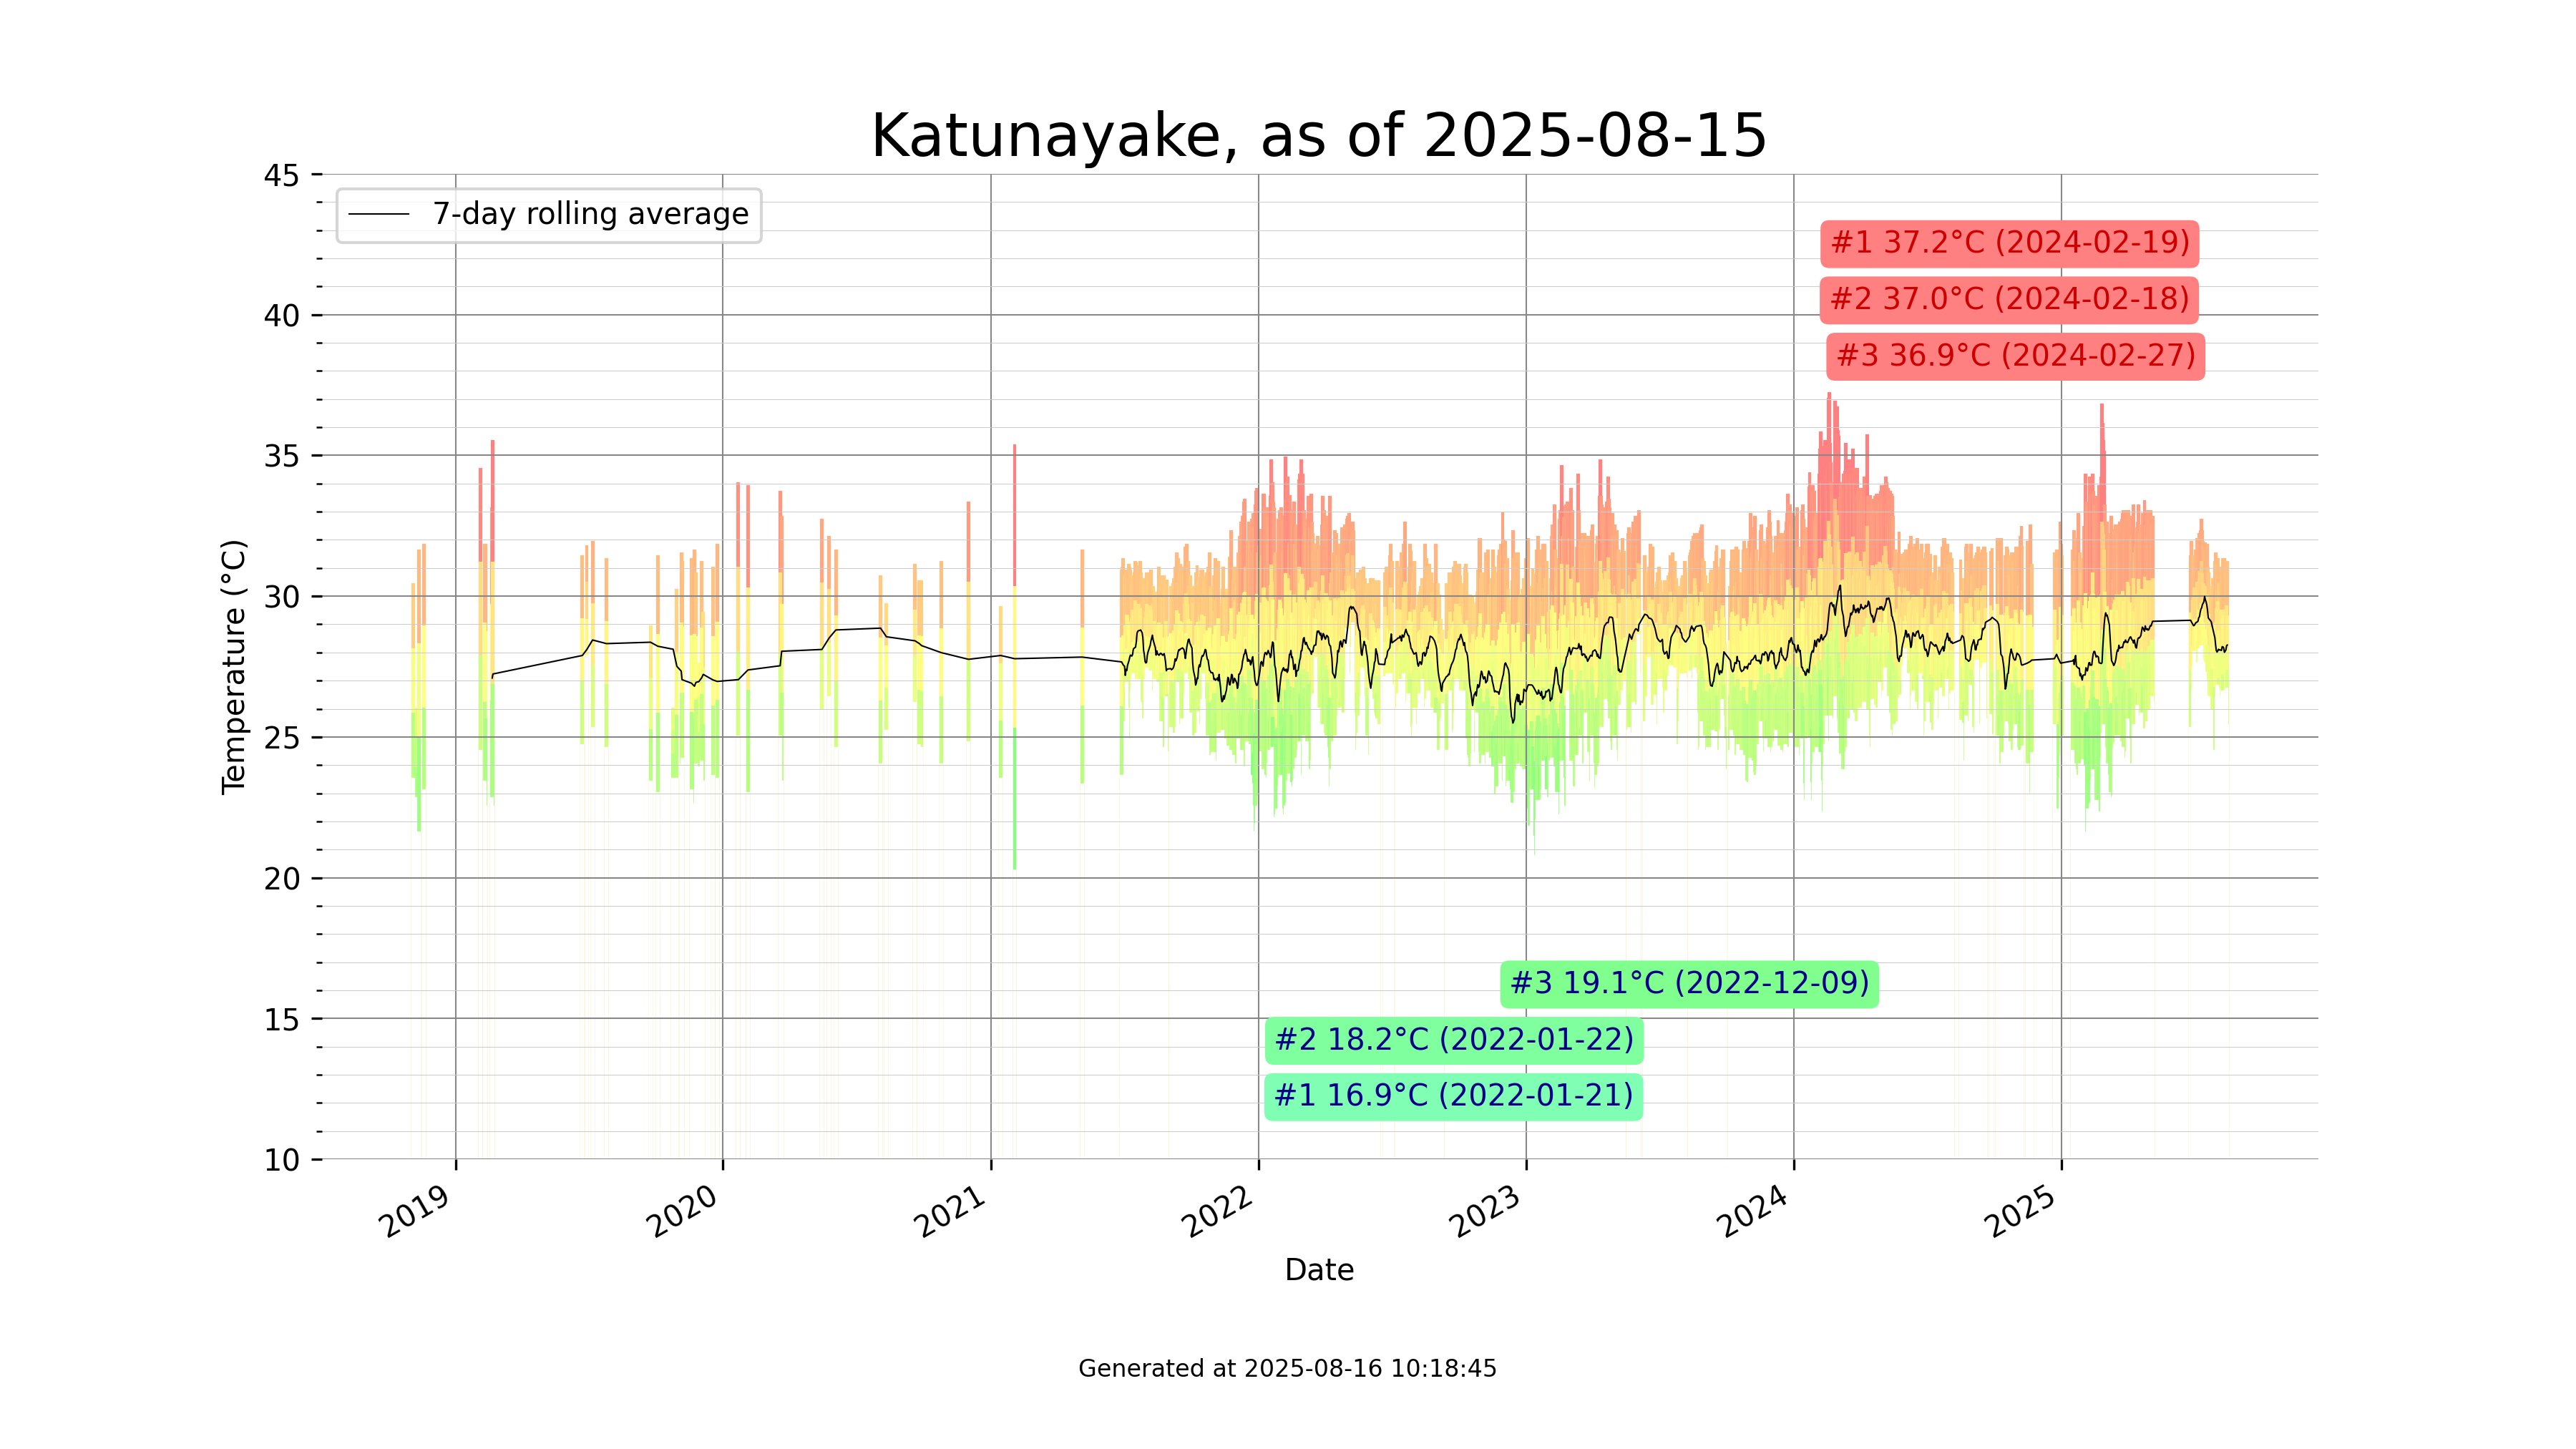 Katunayake, as of 2025-08-15
45
40
35
30
25
20
15
10
Temperature (°C)
7-day rolling average
#1 37.2°C (2024-02-19)
#2 37.0°C (2024-02-18)
#3 36.9°C (2024-02-27)
#3 19.1°C (2022-12-09)
#2 18.2°C (2022-01-22)
#1 16.9°C (2022-01-21)
2019
2020
2021
2022
2023
2024
2025
Date
Generated at 2025-08-16 10:18:45